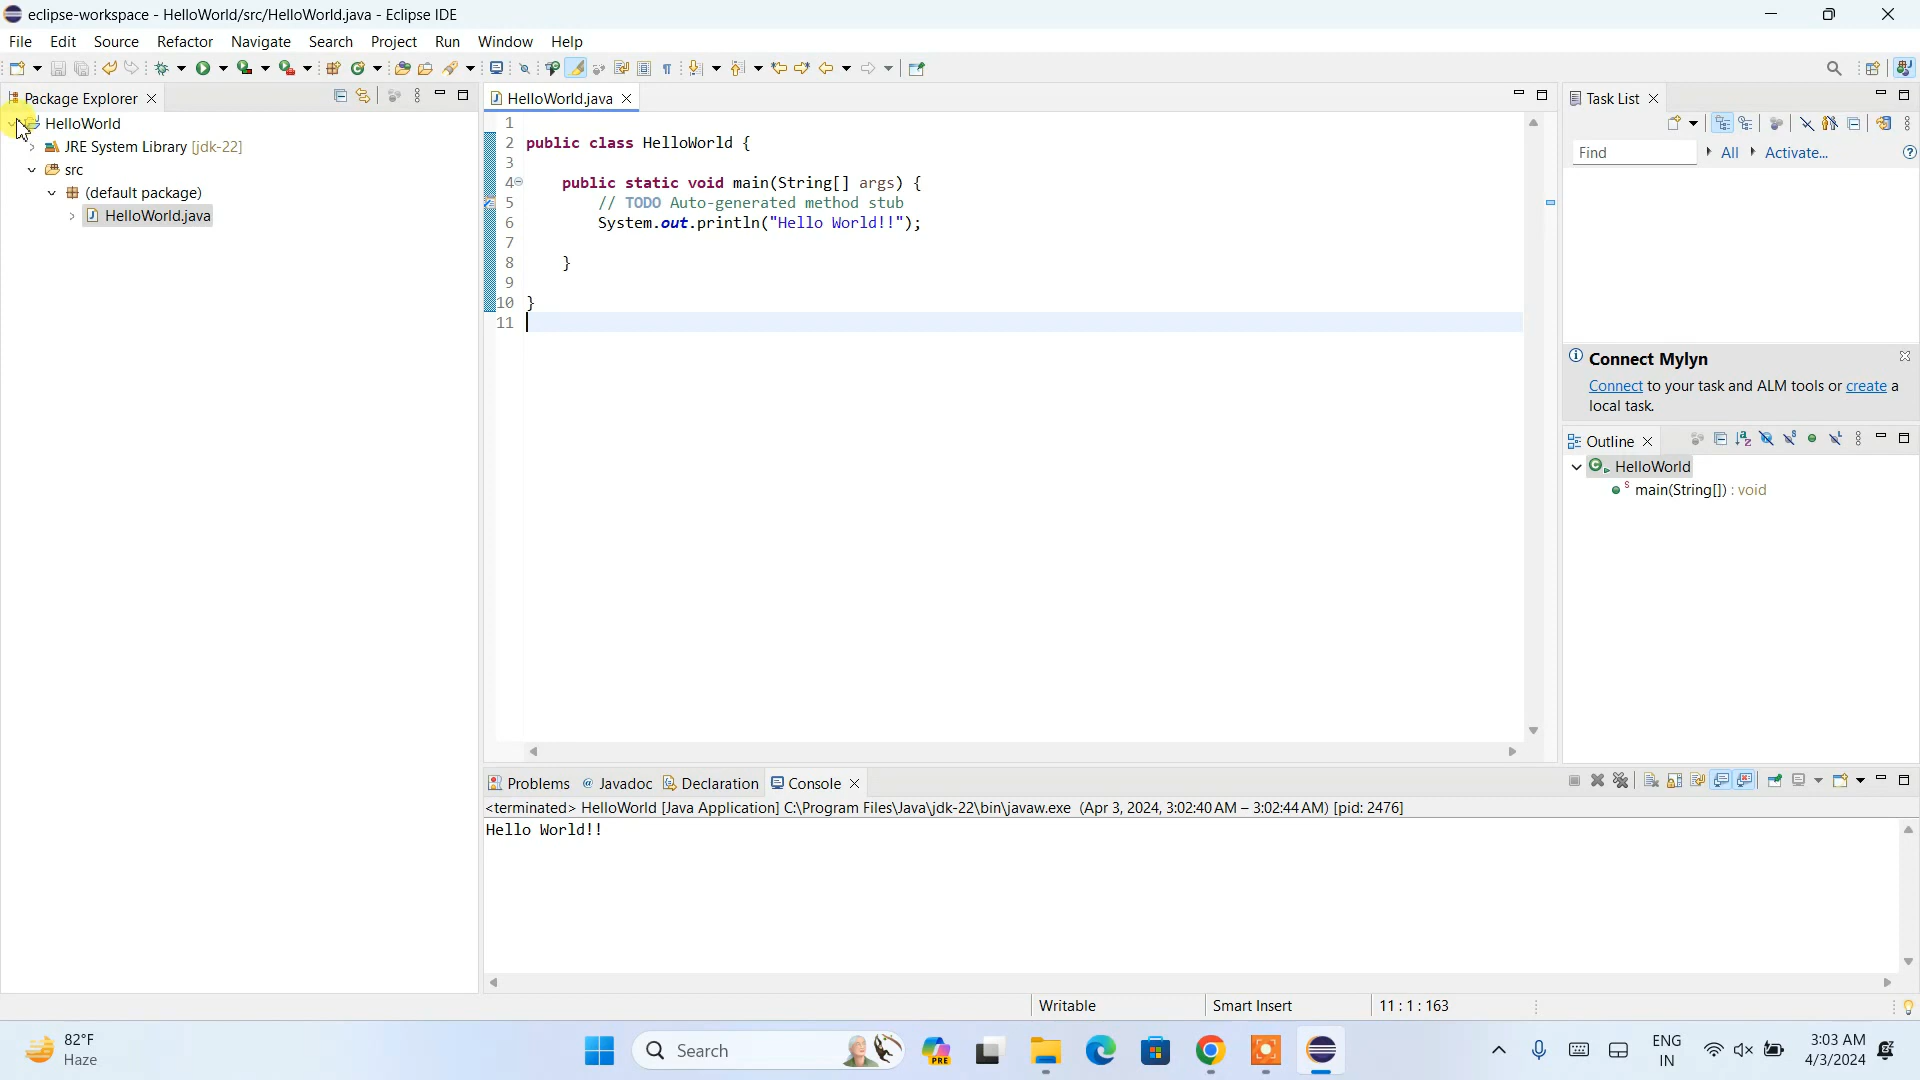 eclipse-workspace - HelloWorld/src/HelloWorld.java - Eclipse IDE
File Edit Source Refactor Navigate Search Project Run Window Help
Package Explorer
HelloWorld
JRE System Library [jdk-22]
src
(default package)
HelloWorld.java
HelloWorld.java
1
2 public class HelloWorld {
3
4 public static void main(String[] args) {
5 // TODO Auto-generated method stub
6 System.out.println("Hello World!!");
7
8 }
9
10 }
11
Task List
Find All Activate...
Connect Mylyn
Connect to your task and ALM tools or create a
local task.
Outline
HelloWorld
main(String[]) : void
Problems Javadoc Declaration Console
<terminated> HelloWorld [Java Application] C:\Program Files\Java\jdk-22\bin\javaw.exe (Apr 3, 2024, 3:02:40 AM – 3:02:44 AM) [pid: 2476]
Hello World!!
Writable Smart Insert 11 : 1 : 163
82°F
Haze
Search
PRE
ENG
IN
3:03 AM
4/3/2024